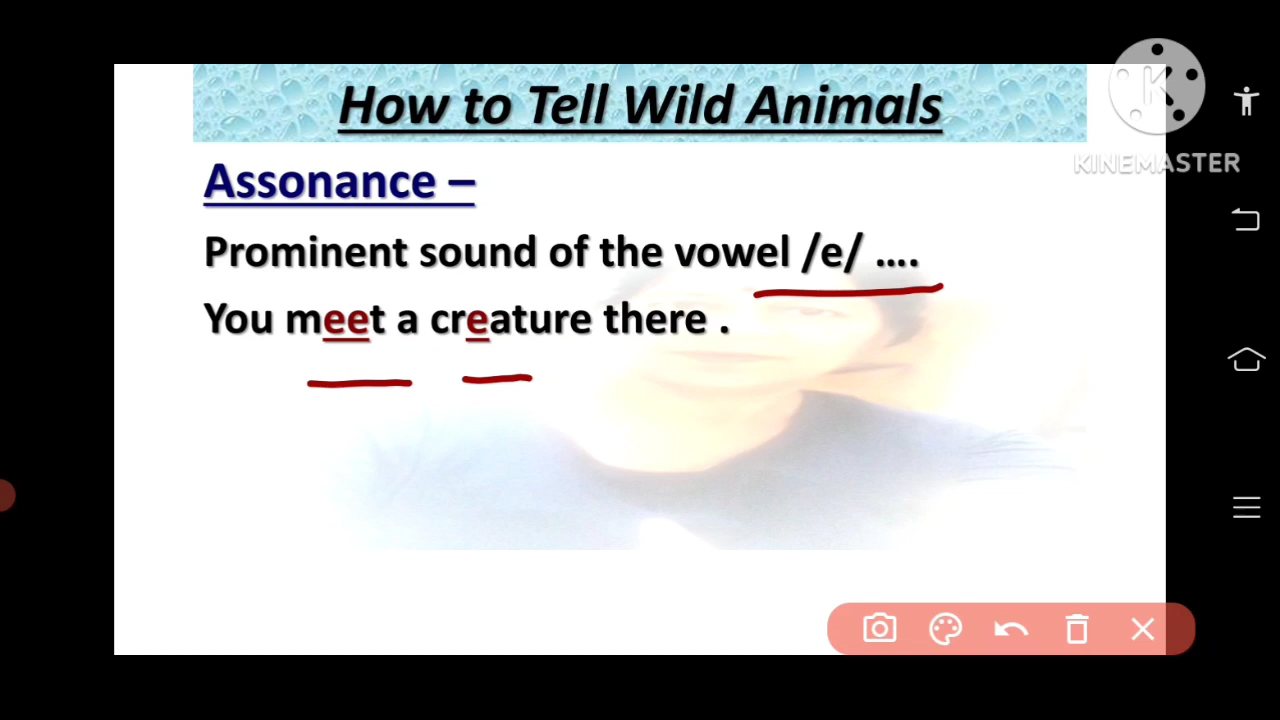 How to Tell Wild Animals
KINEMASTER
Assonance –
Prominent sound of the vowel /e/ ....
You meet a creature there .